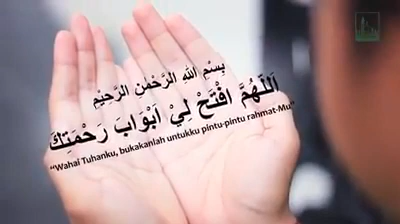 بِسْمِ اللهِ الرَّحْمٰنِ الرَّحِيْمِ
اَللّٰهُمَّ افْتَحْ لِيْ اَبْوَابَ رَحْمَتِكَ
“Wahai Tuhanku, bukakanlah untukku pintu-pintu rahmat-Mu”